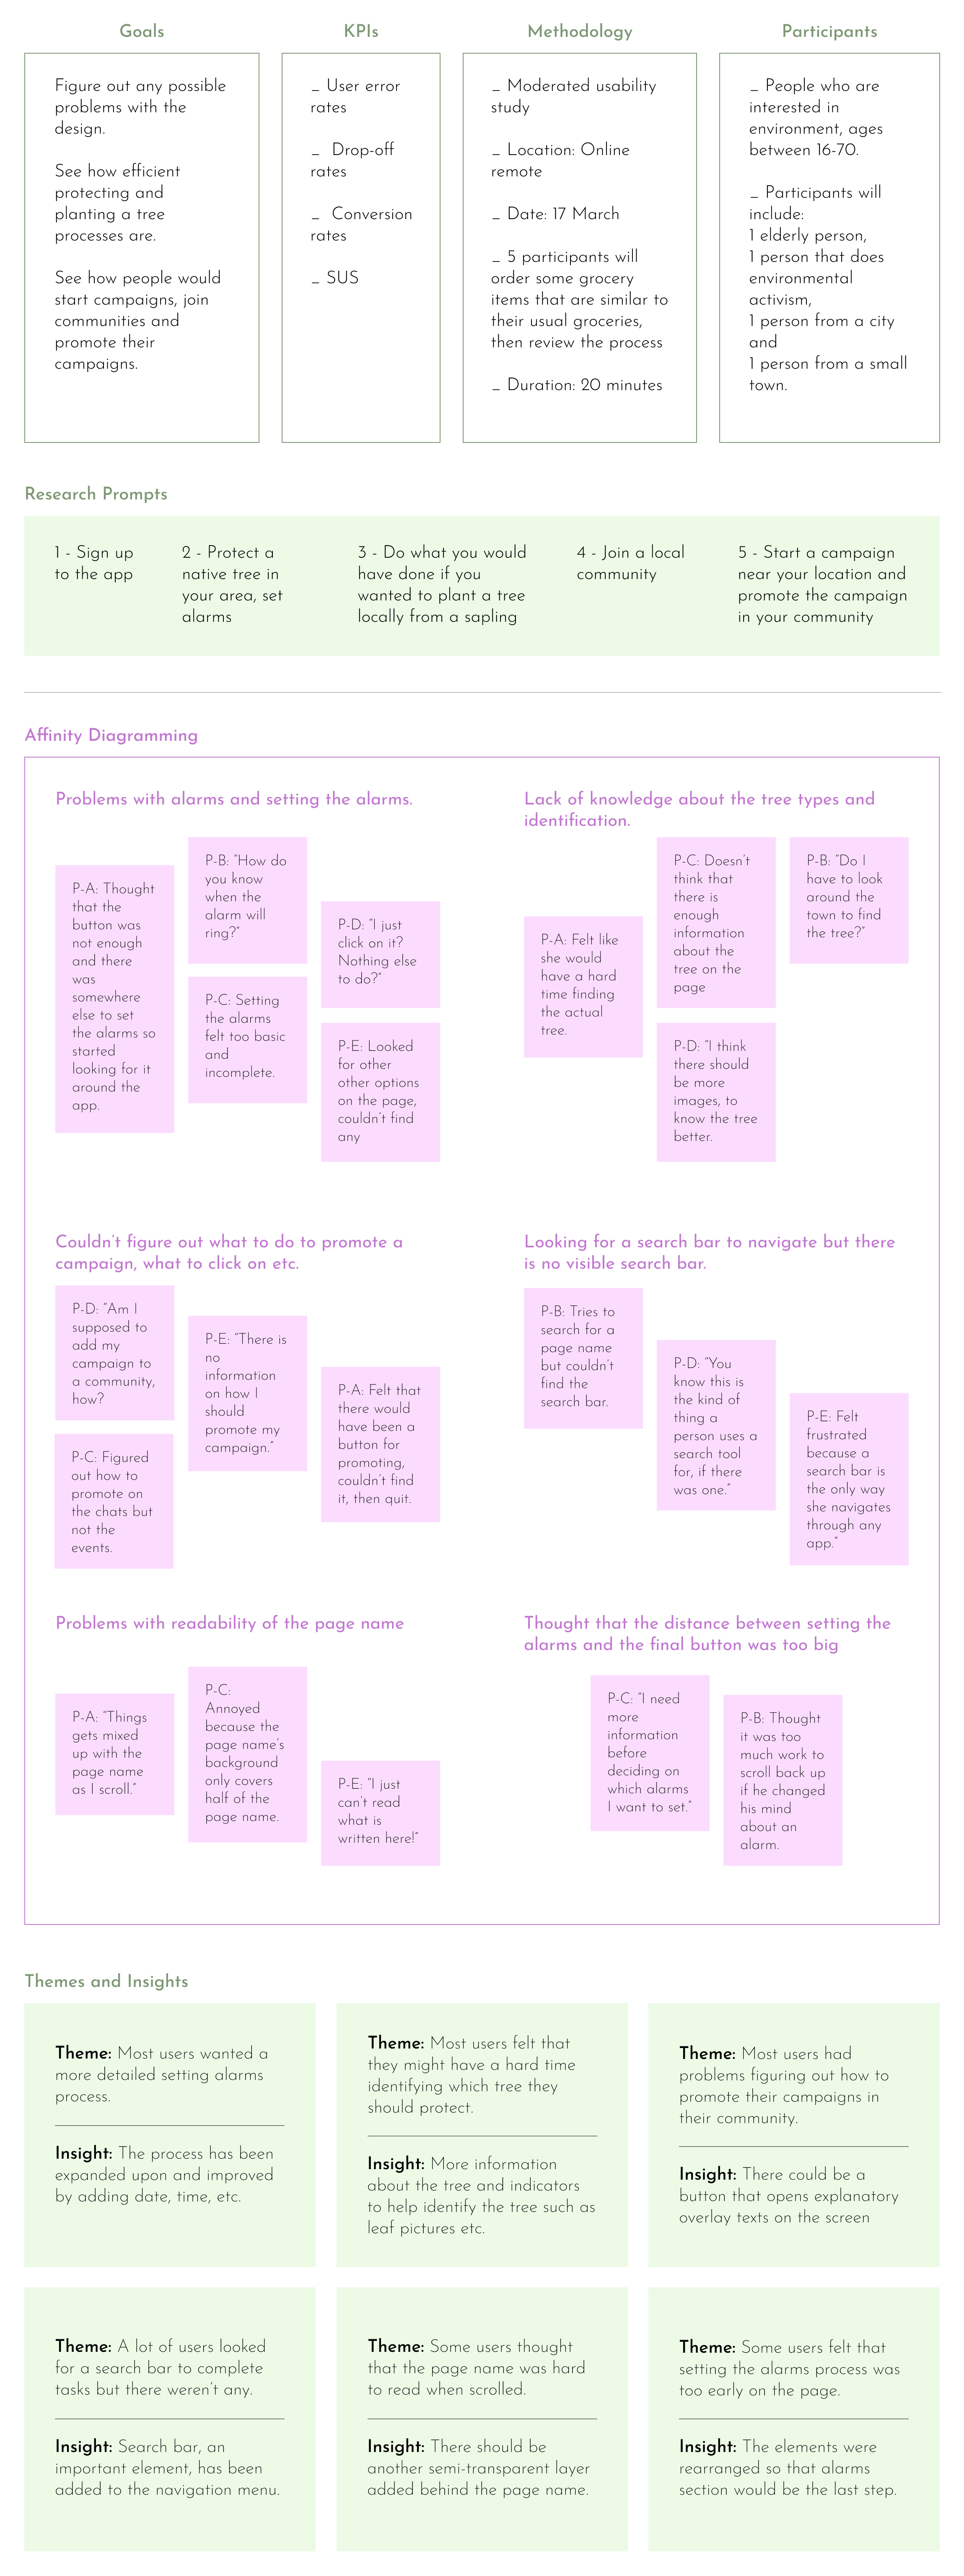 Goals
Figure out any possible
problems with the
design.
See how efficient
protecting and
planting a tree
processes are.
See how people would
start campaigns, join
communities and
promote their
campaigns.
KPIs
_ User error
rates
_ Drop-off
rates
_ Conversion
rates
_ SUS
Methodology
_ Moderated usability
study
_ Location: Online
remote
_ Date: 17 March
_ 5 participants will
order some grocery
items that are similar to
their usual groceries,
then review the process
_ Duration: 20 minutes
Participants
_ People who are
interested in
environment, ages
between 16-70.
_ Participants will
include:
1 elderly person,
1 person that does
environmental
activism,
1 person from a city
and
1 person from a small
town.
Research Prompts
1 - Sign up
to the app
2 - Protect a
native tree in
your area, set
alarms
3 - Do what you would
have done if you
wanted to plant a tree
locally from a sapling
4 - Join a local
community
5 - Start a campaign
near your location and
promote the campaign
in your community
Affinity Diagramming
Problems with alarms and setting the alarms.
P-A: Thought
that the
button was
not enough
and there
was
somewhere
else to set
the alarms so
started
looking for it
around the
app.
P-B: "How do
you know
when the
alarm will
ring?"
P-C: Setting
the alarms
felt too basic
and
incomplete.
P-D: "I just
click on it?
Nothing else
to do?"
P-E: Looked
for other
other options
on the page,
couldn't find
any
Lack of knowledge about the tree types and
identification.
P-A: Felt like
she would
have a hard
time finding
the actual
tree.
P-C: Doesn't
think that
there is
enough
information
about the
tree on the
page
P-D: "I think
there should
be more
images, to
know the tree
better.
P-B: "Do I
have to look
around the
town to find
the tree?"
Couldn't figure out what to do to promote a
campaign, what to click on etc.
P-D: "Am I
supposed to
add my
campaign to
a community,
how?
P-C: Figured
out how to
promote on
the chats but
not the
events.
P-E: "There is
no
information
on how I
should
promote my
campaign."
P-A: Felt that
there would
have been a
button for
promoting,
couldn't find
it, then quit.
Looking for a search bar to navigate but there
is no visible search bar.
P-B: Tries to
search for a
page name
but couldn't
find the
search bar.
P-D: "You
know this is
the kind of
thing a
person uses a
search tool
for, if there
was one."
P-E: Felt
frustrated
because a
search bar is
the only way
she navigates
through any
app."
Problems with readability of the page name
P-A: "Things
gets mixed
up with the
page name
as I scroll."
P-C:
Annoyed
because the
page name's
background
only covers
half of the
page name.
P-E: "I just
can't read
what is
written here!"
Thought that the distance between setting the
alarms and the final button was too big
P-C: "I need
more
information
before
deciding on
which alarms
I want to set."
P-B: Thought
it was too
much work to
scroll back up
if he changed
his mind
about an
alarm.
Themes and Insights
Theme: Most users wanted a
more detailed setting alarms
process.
Insight: The process has been
expanded upon and improved
by adding date, time, etc.
Theme: Most users felt that
they might have a hard time
identifying which tree they
should protect.
Insight: More information
about the tree and indicators
to help identify the tree such as
leaf pictures etc.
Theme: Most users had
problems figuring out how to
promote their campaigns in
their community.
Insight: There could be a
button that opens explanatory
overlay texts on the screen
Theme: A lot of users looked
for a search bar to complete
tasks but there weren't any.
Insight: Search bar, an
important element, has been
added to the navigation menu.
Theme: Some users thought
that the page name was hard
to read when scrolled.
Insight: There should be
another semi-transparent layer
added behind the page name.
Theme: Some users felt that
setting the alarms process was
too early on the page.
Insight: The elements were
rearranged so that alarms
section would be the last step.